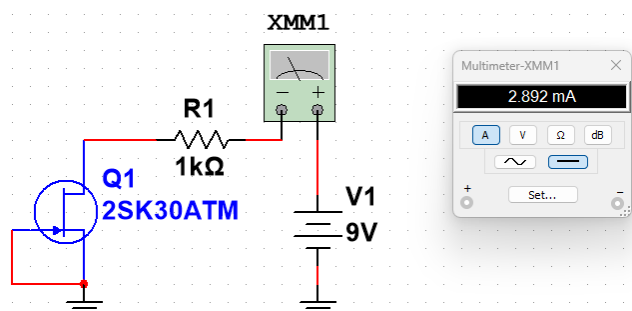 XMM1
Multimeter-XMM1
2.892 mA
A V Ω dB
Set...
+ −
− +
R1
1kΩ
Q1
2SK30ATM
V1
9V